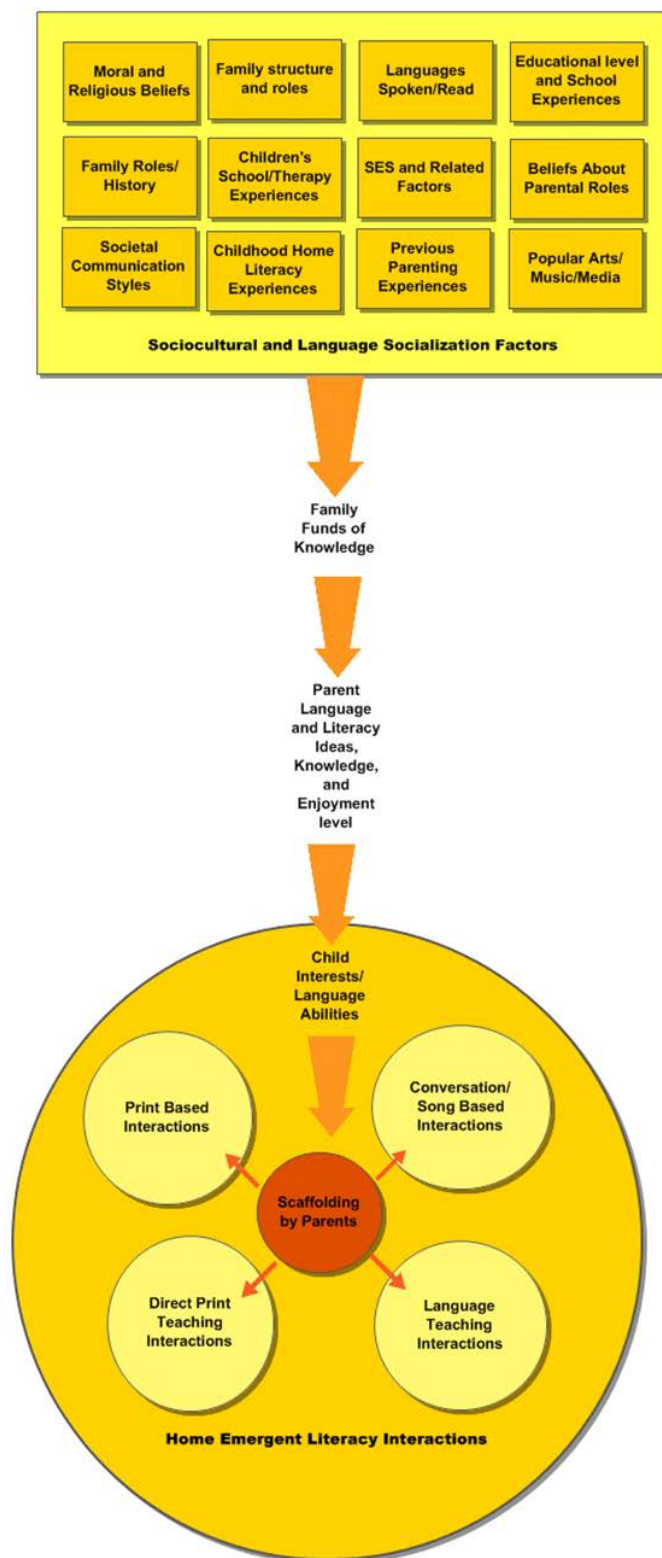 Moral and
Religious Beliefs
Family structure
and roles
Languages
Spoken/Read
Educational level
and School
Experiences
Family Roles/
History
Children's
School/Therapy
Experiences
SES and Related
Factors
Beliefs About
Parental Roles
Societal
Communication
Styles
Childhood Home
Literacy
Experiences
Previous
Parenting
Experiences
Popular Arts/
Music/Media
Sociocultural and Language Socialization Factors
Family
Funds of
Knowledge
Parent
Language
and Literacy
Ideas,
Knowledge,
and
Enjoyment
level
Child
Interests/
Language
Abilities
Print Based
Interactions
Conversation/
Song Based
Interactions
Scaffolding
by Parents
Direct Print
Teaching
Interactions
Language
Teaching
Interactions
Home Emergent Literacy Interactions